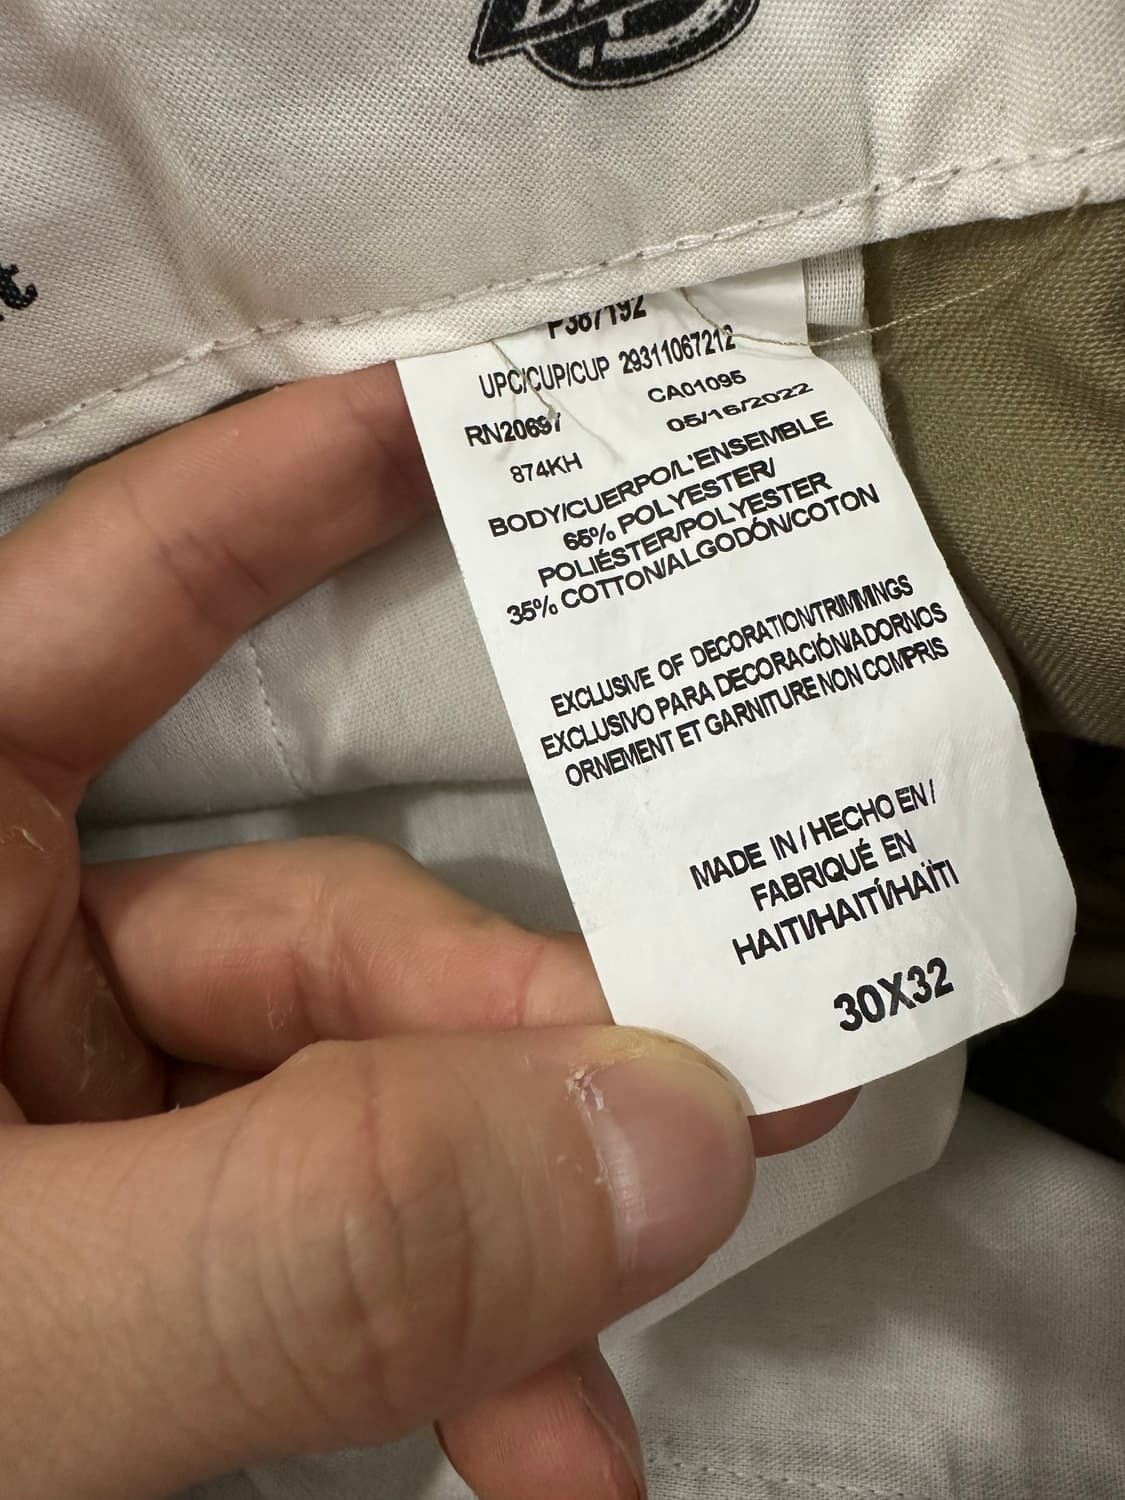 t
P387192
UPC/CUP/CUP 29311067212
RN20697 CA01095
874KH 05/16/2022
BODY/CUERPO/L'ENSEMBLE
65% POLYESTER/
POLIÉSTER/POLYESTER
35% COTTON/ALGODÓN/COTON
EXCLUSIVE OF DECORATION/TRIMMINGS
EXCLUSIVO PARA DECORACIÓN/ADORNOS
ORNEMENT ET GARNITURE NON COMPRIS
MADE IN / HECHO EN /
FABRIQUÉ EN
HAITI/HAITÍ/HAÏTI
30X32